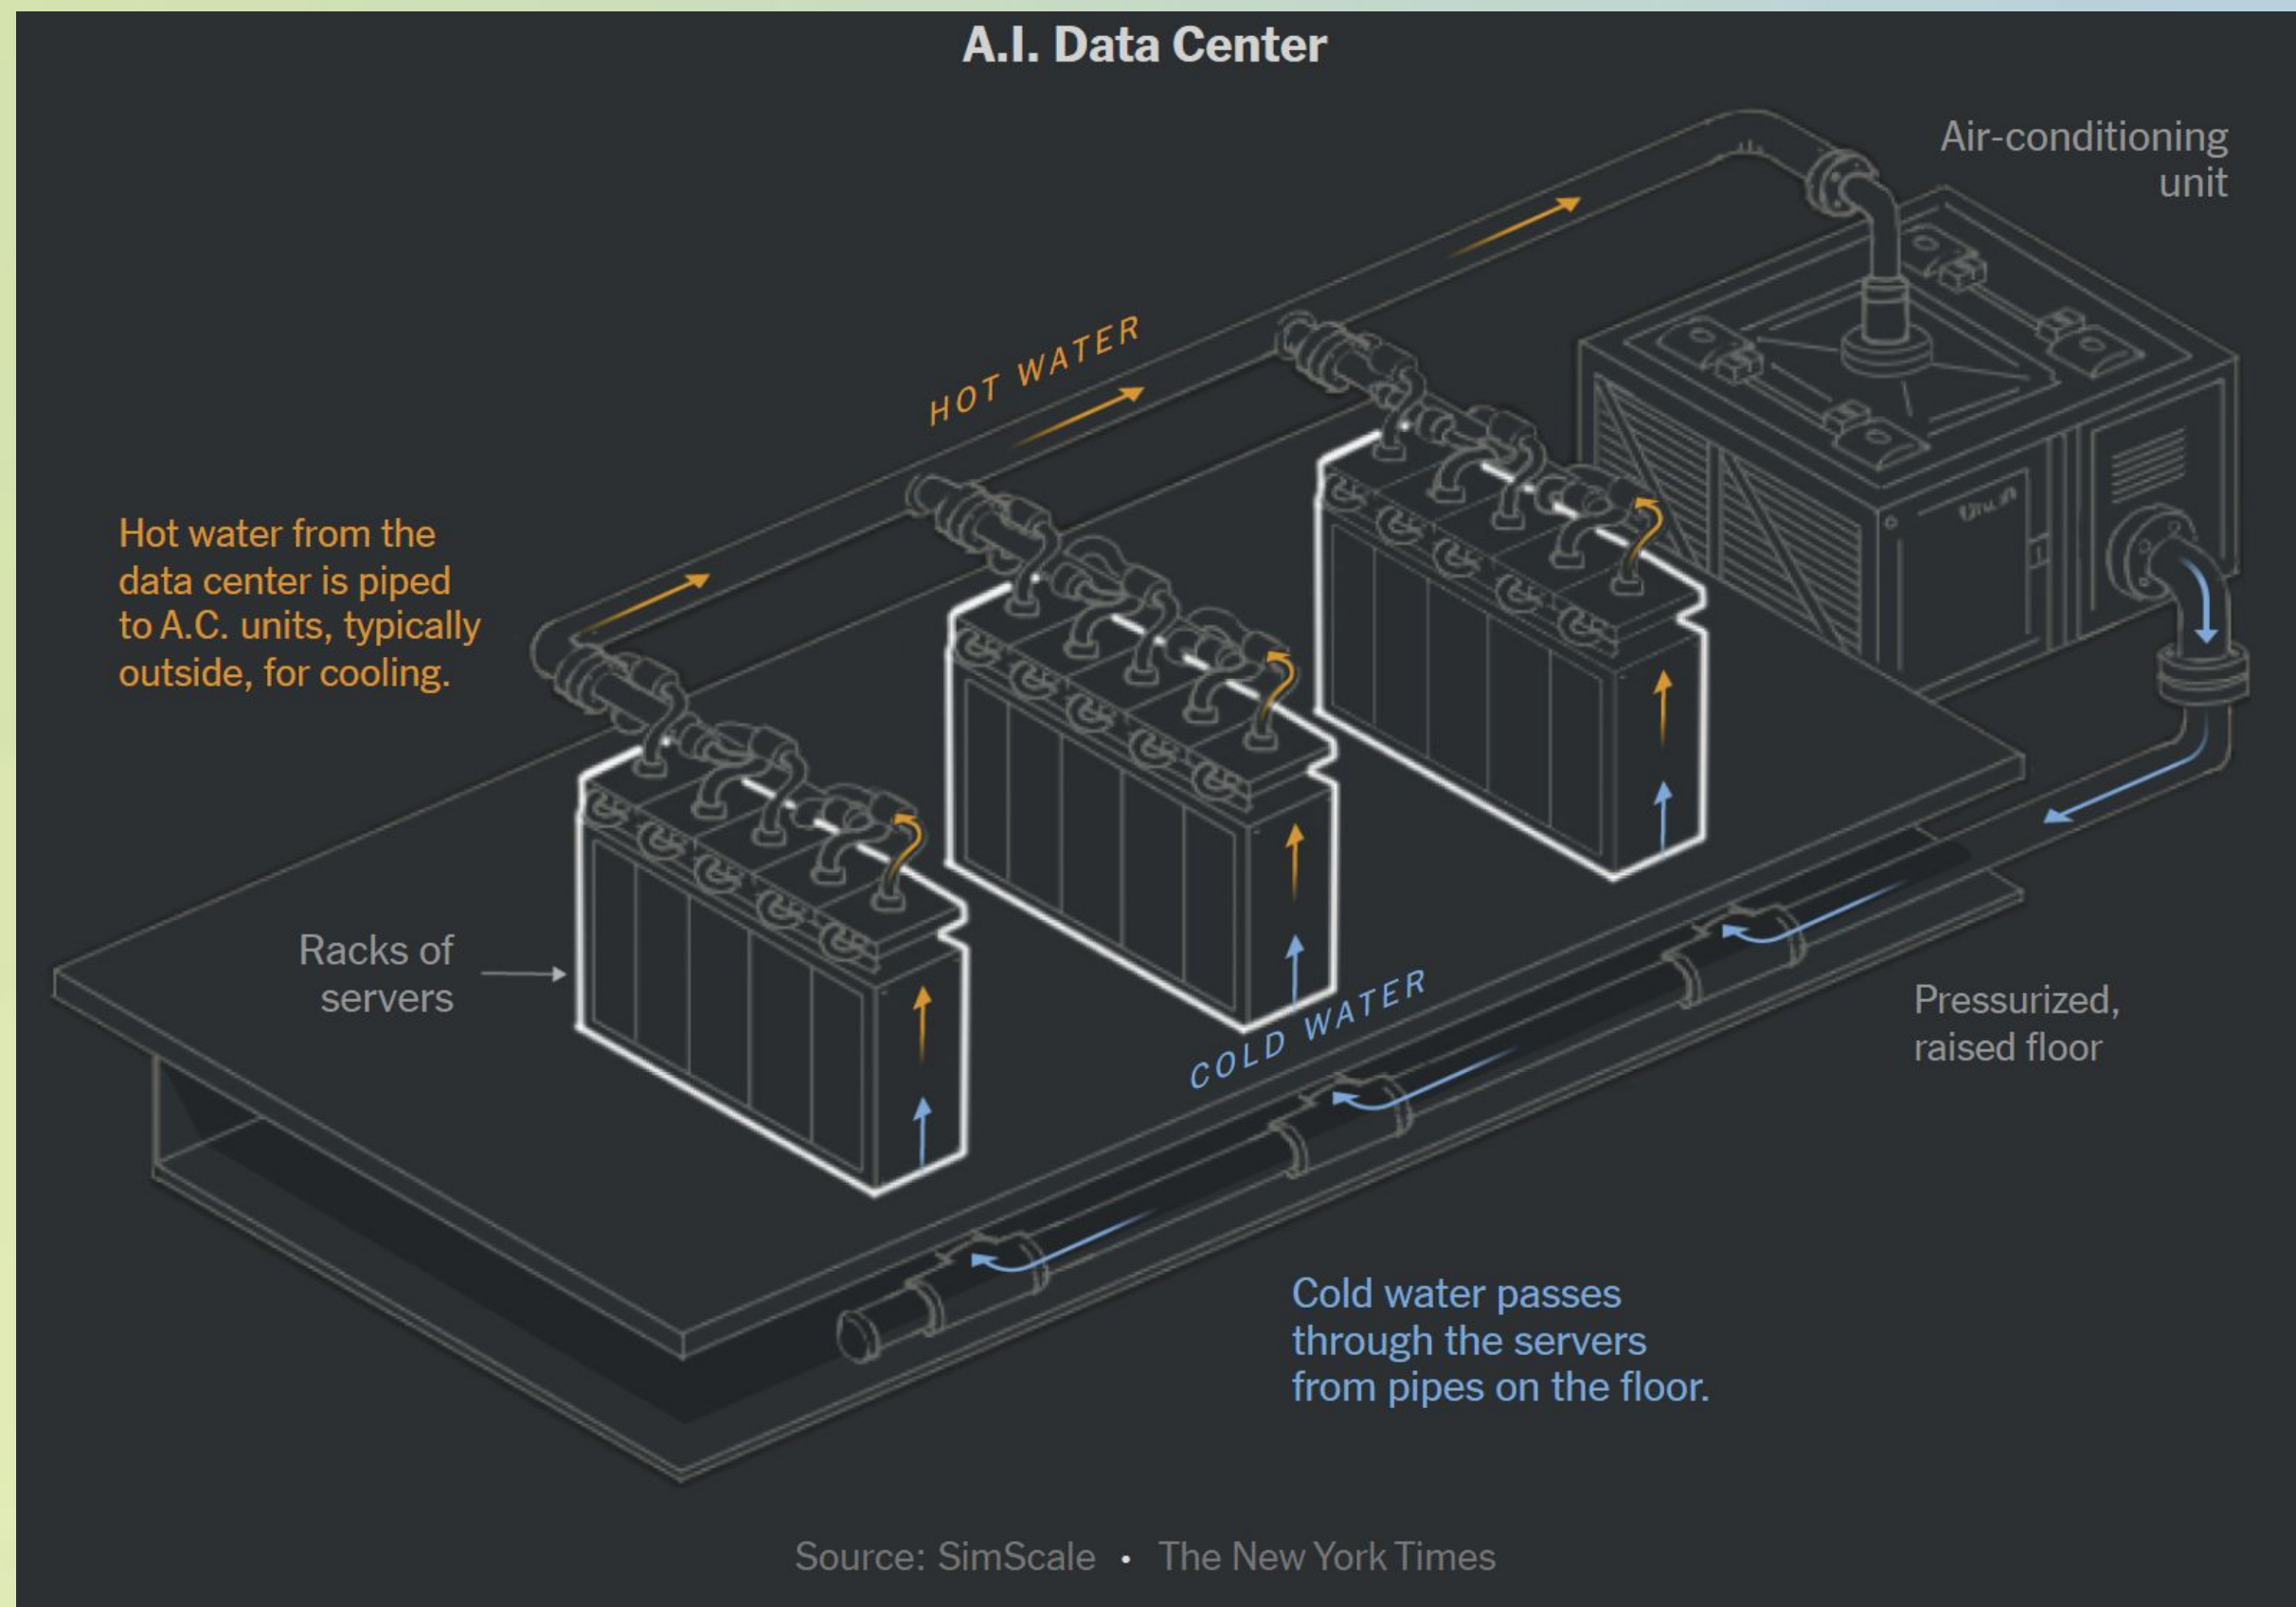 A.I. Data Center
Air-conditioning
unit
HOT WATER
Hot water from the
data center is piped
to A.C. units, typically
outside, for cooling.
Racks of
servers
COLD WATER
Pressurized,
raised floor
Cold water passes
through the servers
from pipes on the floor.
Source: SimScale • The New York Times